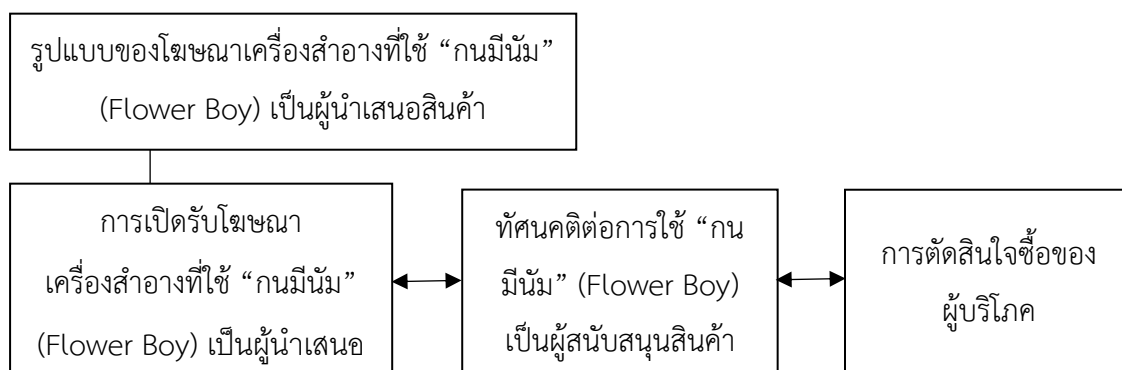 รูปแบบของโฆษณาเครื่องสำอางที่ใช้ “กนมีนัม”
(Flower Boy) เป็นผู้นำเสนอสินค้า
การเปิดรับโฆษณา
เครื่องสำอางที่ใช้ “กนมีนัม”
(Flower Boy) เป็นผู้นำเสนอ
ทัศนคติต่อการใช้ “กน
มีนัม” (Flower Boy)
เป็นผู้สนับสนุนสินค้า
การตัดสินใจซื้อของ
ผู้บริโภค